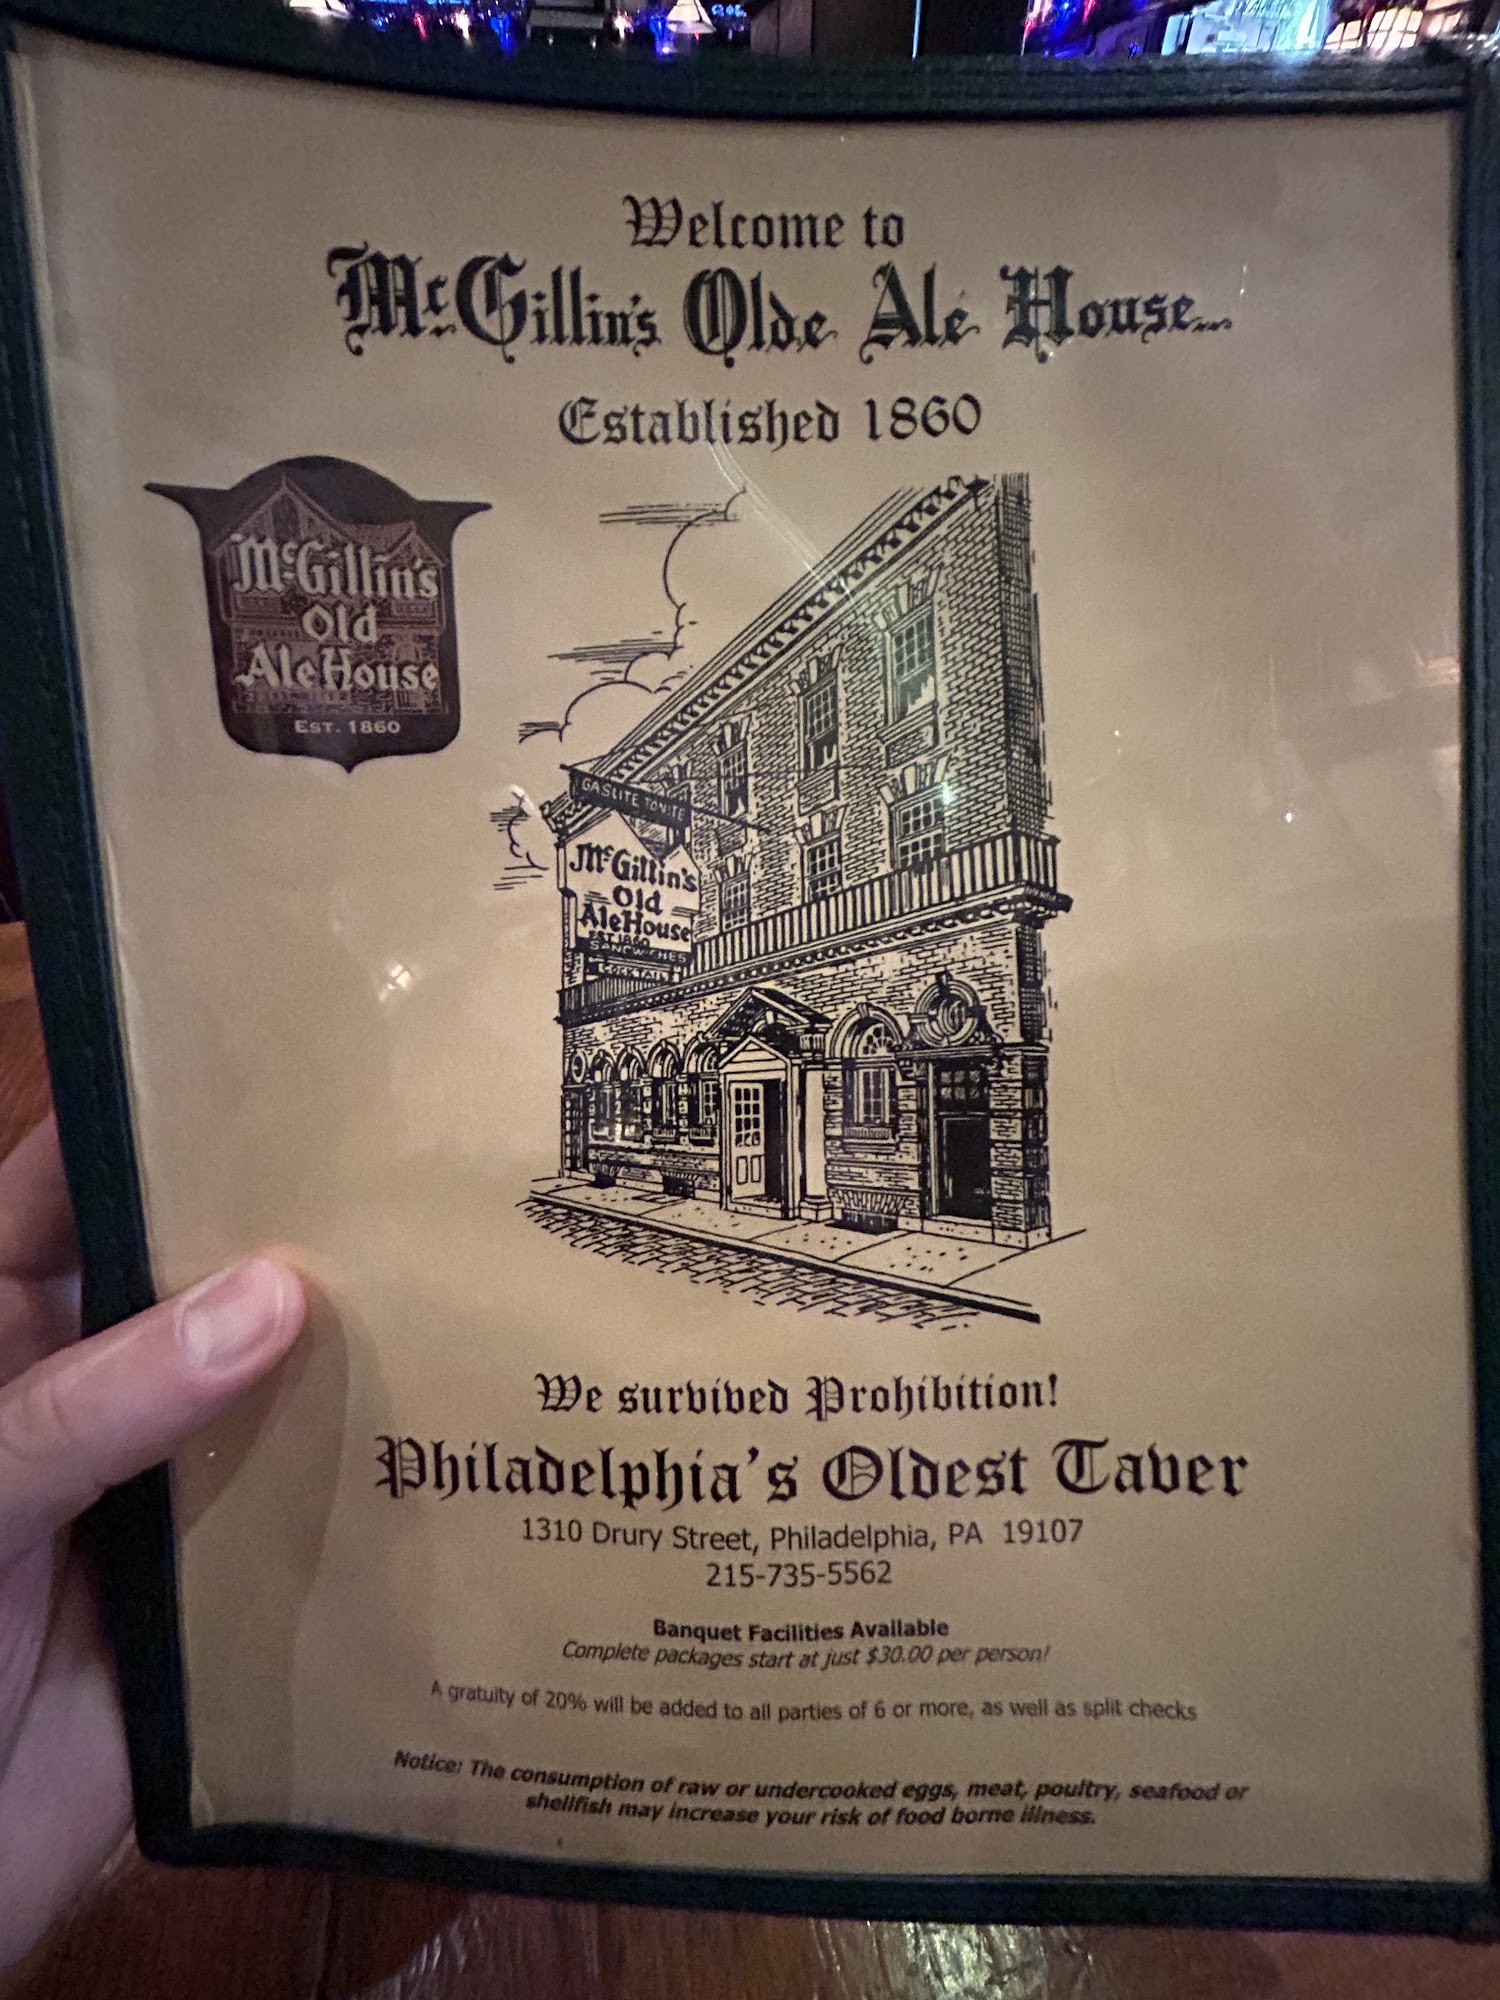 Welcome to
McGillin's Olde Ale House...
Established 1860
McGillin's
Old
Ale House
EST. 1860
GASLITE TONITE
McGillin's
Old
Ale House
EST. 1860
SANDWICHES
COCKTAIL
We survived Prohibition!
Philadelphia's Oldest Taver
1310 Drury Street, Philadelphia, PA 19107
215-735-5562
Banquet Facilities Available
Complete packages start at just $30.00 per person!
A gratuity of 20% will be added to all parties of 6 or more, as well as split checks
Notice: The consumption of raw or undercooked eggs, meat, poultry, seafood or
shellfish may increase your risk of food borne illness.